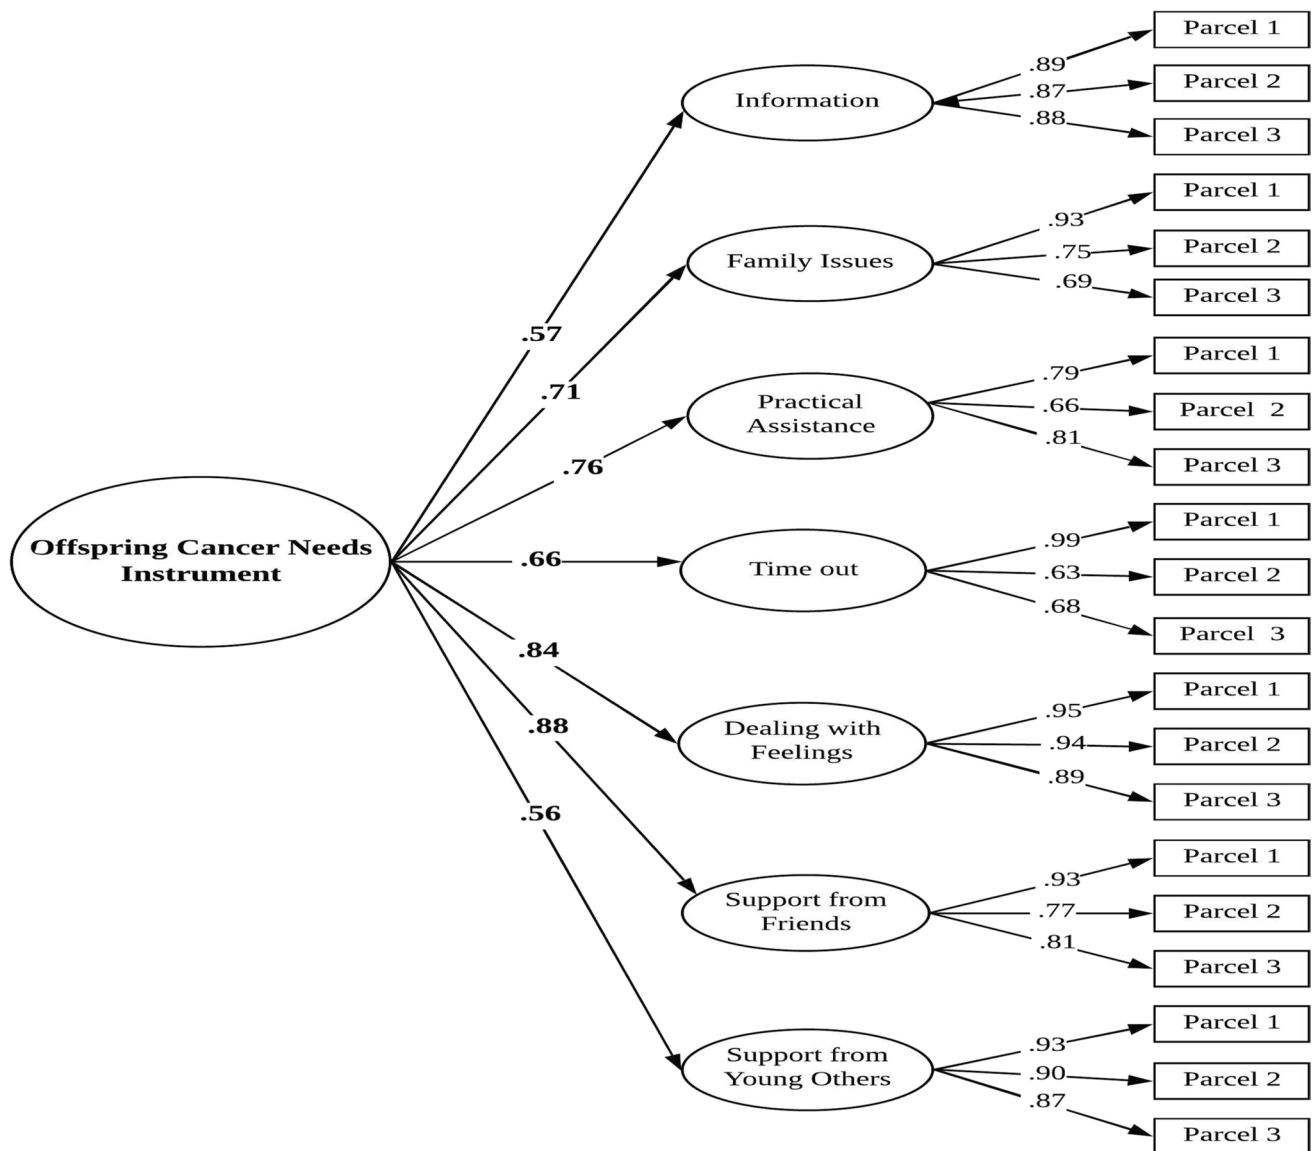 Offspring Cancer Needs
Instrument
.57
.71
.76
.66
.84
.88
.56
Information
.89
.87
.88
Parcel 1
Parcel 2
Parcel 3
Family Issues
.93
.75
.69
Parcel 1
Parcel 2
Parcel 3
Practical
Assistance
.79
.66
.81
Parcel 1
Parcel 2
Parcel 3
Time out
.99
.63
.68
Parcel 1
Parcel 2
Parcel 3
Dealing with
Feelings
.95
.94
.89
Parcel 1
Parcel 2
Parcel 3
Support from
Friends
.93
.77
.81
Parcel 1
Parcel 2
Parcel 3
Support from
Young Others
.93
.90
.87
Parcel 1
Parcel 2
Parcel 3